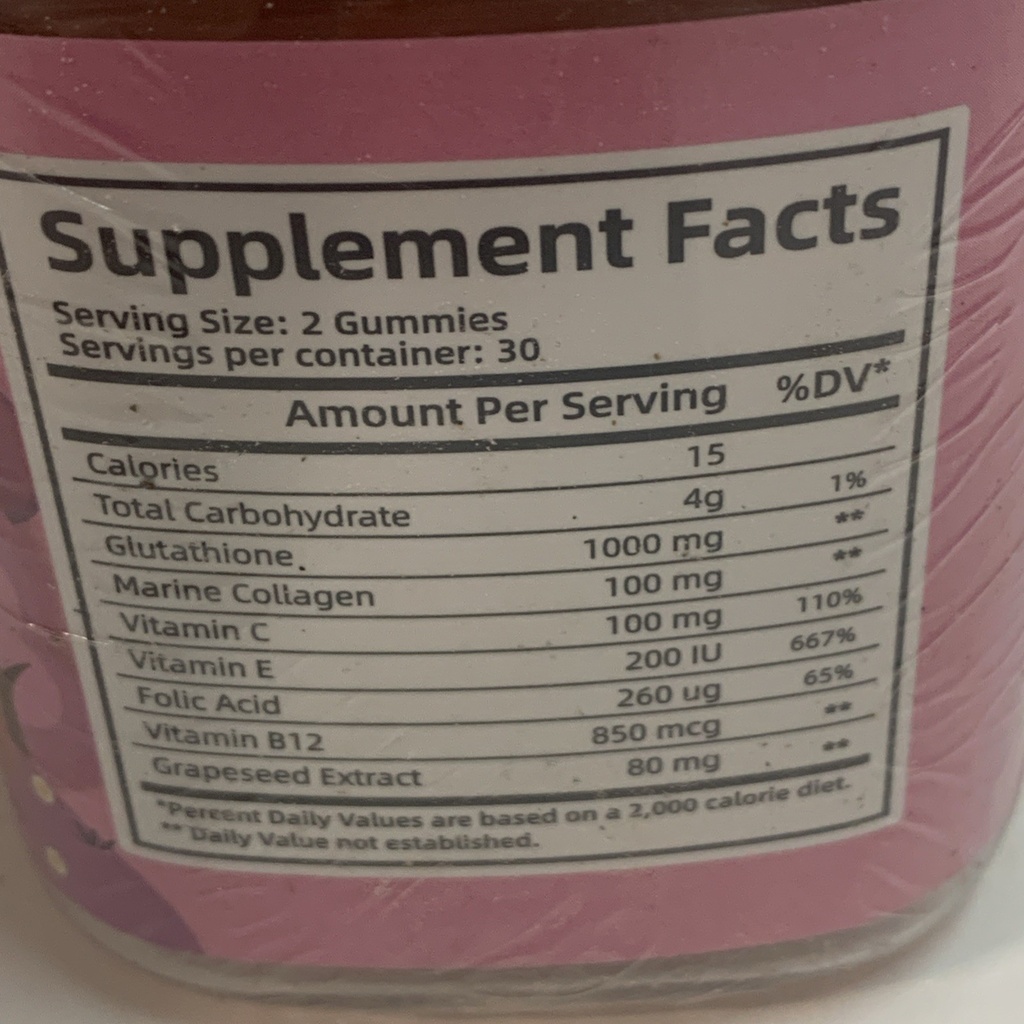 Supplement Facts
Serving Size: 2 Gummies
Servings per container: 30
Amount Per Serving %DV*
Calories 15
Total Carbohydrate 4g 1%
Glutathione 1000 mg **
Marine Collagen 100 mg **
Vitamin C 100 mg 110%
Vitamin E 200 IU 667%
Folic Acid 260 ug 65%
Vitamin B12 850 mcg **
Grapeseed Extract 80 mg **
*Percent Daily Values are based on a 2,000 calorie diet.
** Daily Value not established.